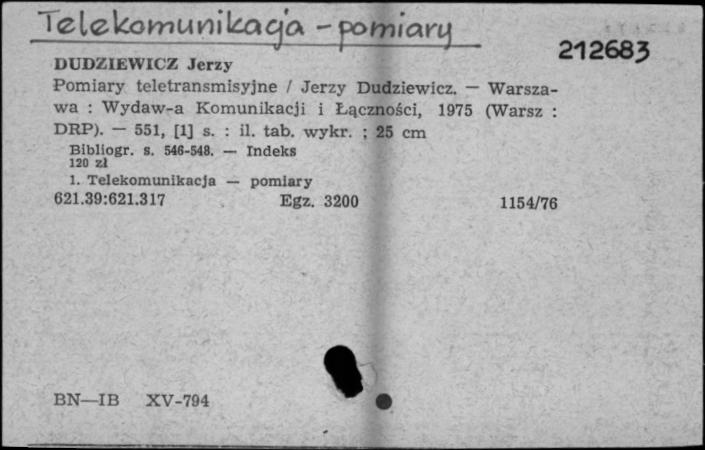 Telekomunikacja - pomiary
212683
DUDZIEWICZ Jerzy
Pomiary teletransmisyjne / Jerzy Dudziewicz. — Warsza-
wa : Wydaw-a Komunikacji i Łączności, 1975 (Warsz :
DRP). — 551, [1] s. : il. tab. wykr. ; 25 cm
Bibliogr. s. 546-548. — Indeks
120 zł
1. Telekomunikacja — pomiary
621.39:621.317 Egz. 3200 1154/76
BN—IB XV-794